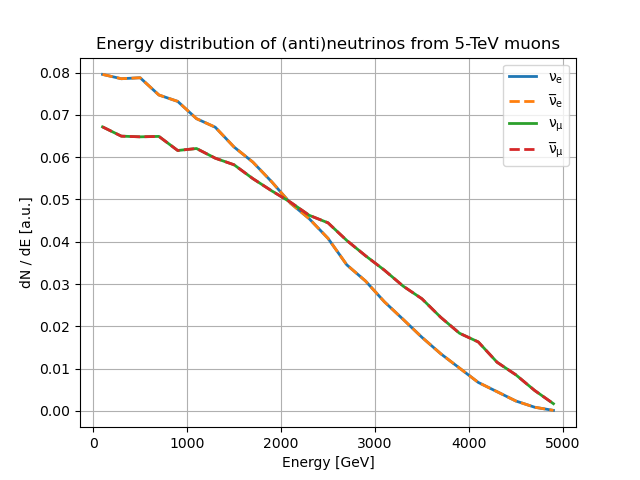 Energy distribution of (anti)neutrinos from 5-TeV muons
dN / dE [a.u.]
0.08
0.07
0.06
0.05
0.04
0.03
0.02
0.01
0.00
0 1000 2000 3000 4000 5000
Energy [GeV]
νe
ν̅e
νμ
ν̅μ